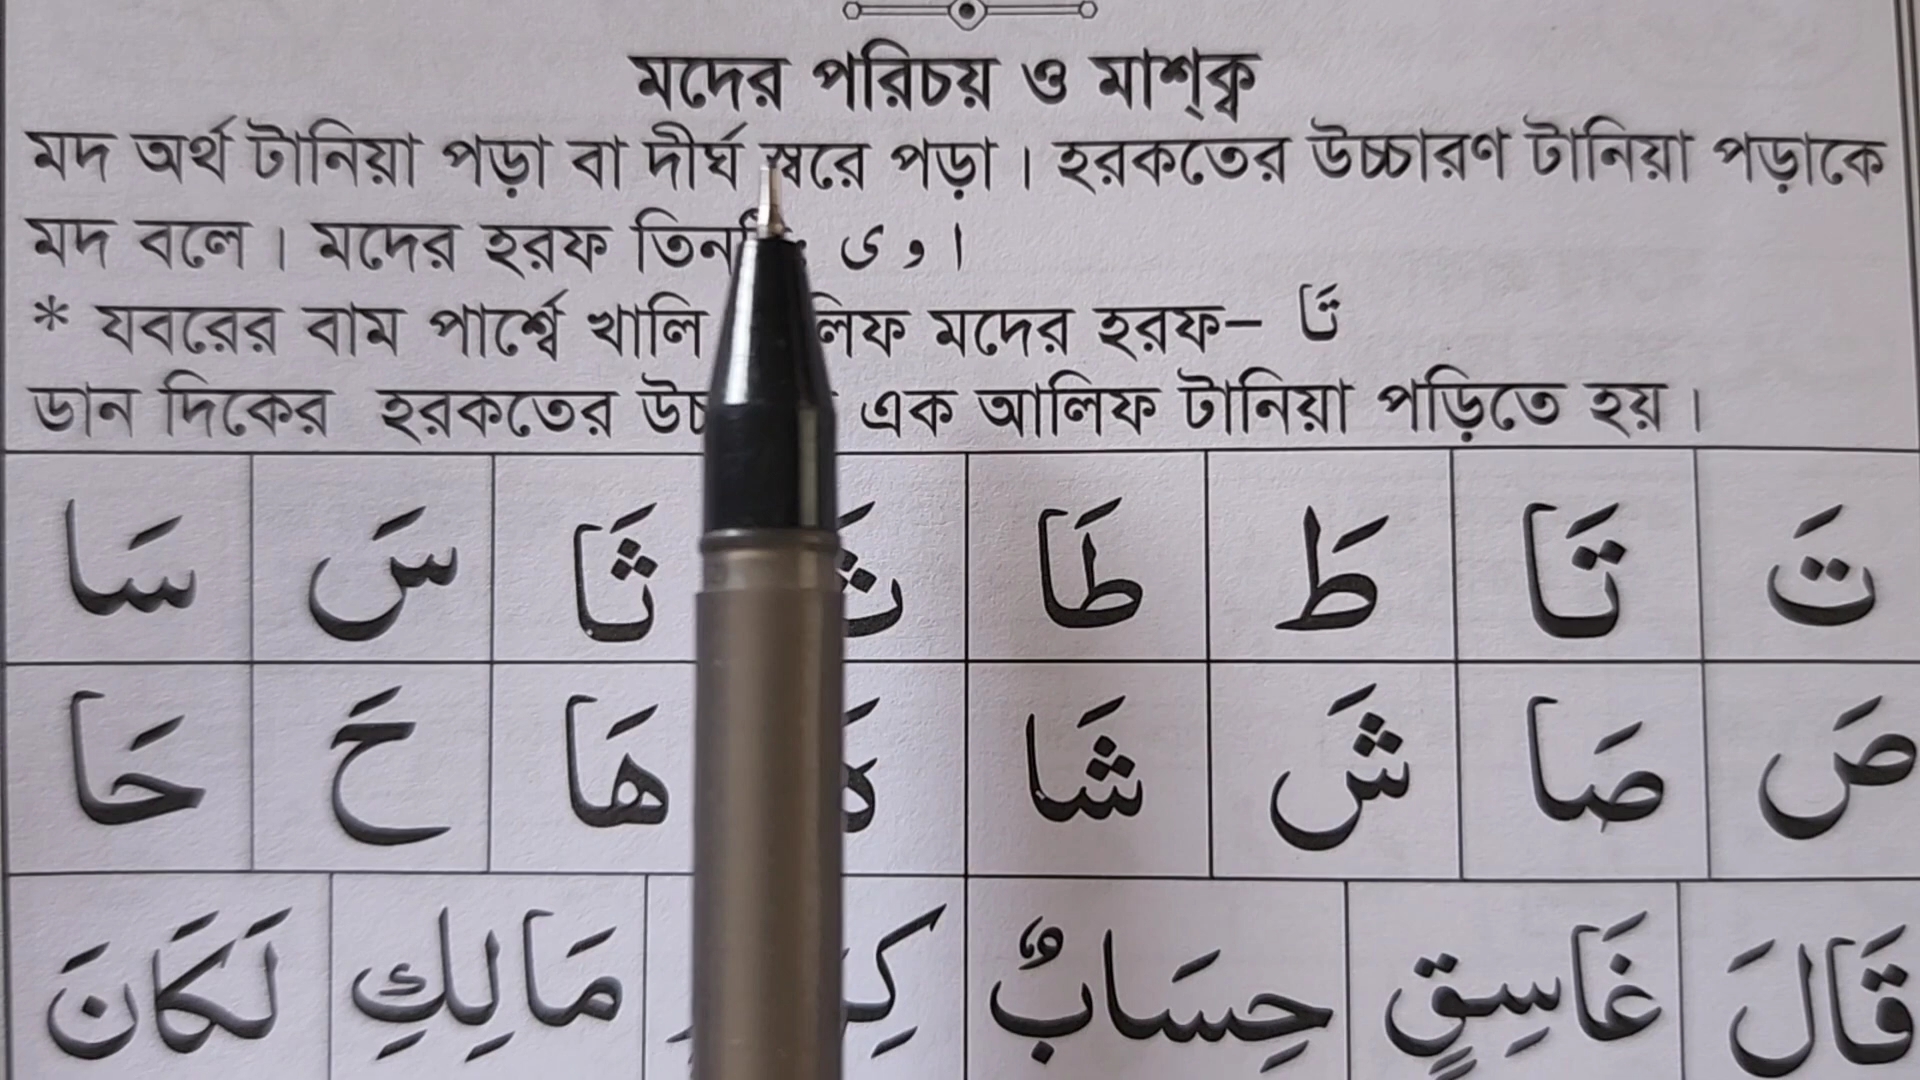 মদের পরিচয় ও মাশ্‌ক্ব
মদ অর্থ টানিয়া পড়া বা দীর্ঘ স্বরে পড়া। হরকতের উচ্চারণ টানিয়া পড়াকে
মদ বলে। মদের হরফ ا و ى
* যবরের বাম পার্শ্বে খালি মদের হরফ– تَا
ডান দিকের হরকতের এক আলিফ টানিয়া পড়িতে হয়।
تَ تَا طَ طَا ثَا سَ سَا
صَ صَا شَ شَا هَا حَ حَا
قَالَ غَاسِقٍ حِسَابٌ مَالِكِ لَكَانَ